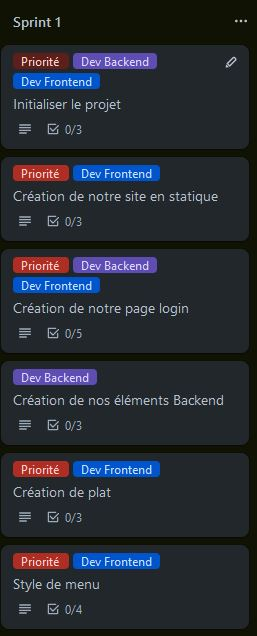 Sprint 1
Priorité Dev Backend
Dev Frontend
Initialiser le projet
0/3
Priorité Dev Frontend
Création de notre site en statique
0/3
Priorité Dev Backend
Dev Frontend
Création de notre page login
0/5
Dev Backend
Création de nos éléments Backend
0/3
Priorité Dev Frontend
Création de plat
0/3
Priorité Dev Frontend
Style de menu
0/4